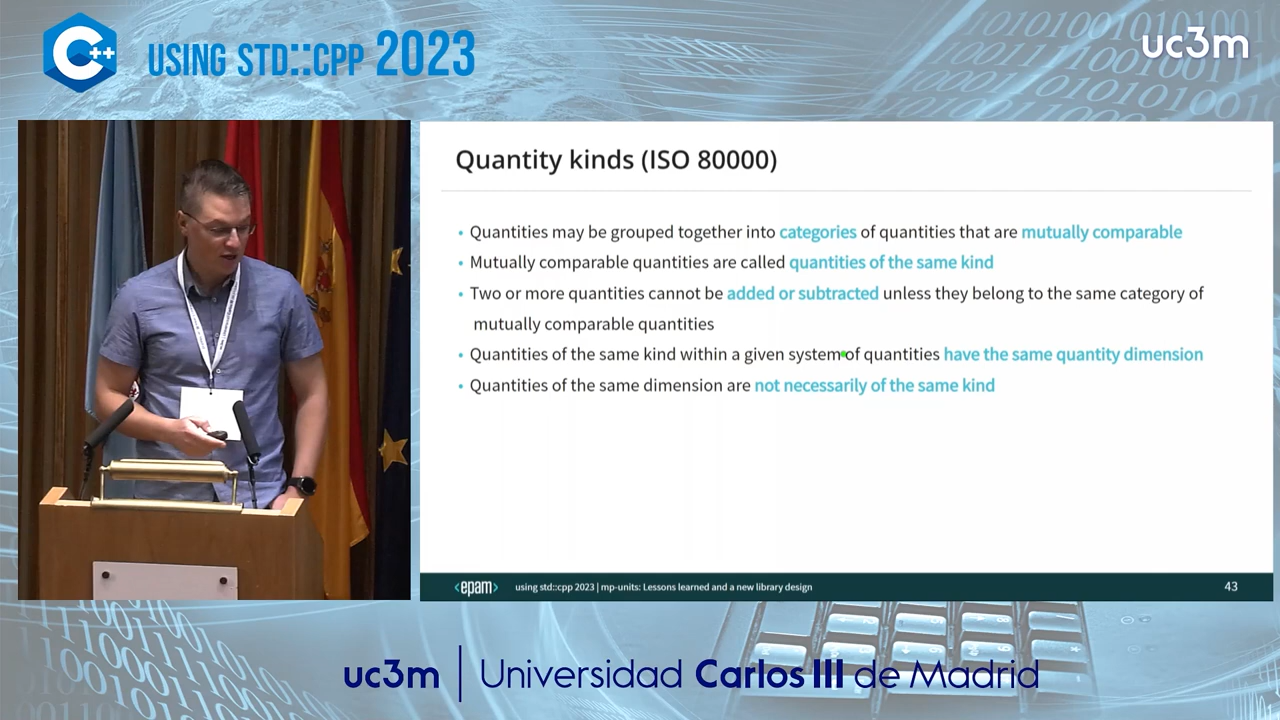 C++
USING STD::CPP 2023
uc3m
Quantity kinds (ISO 80000)
• Quantities may be grouped together into categories of quantities that are mutually comparable
• Mutually comparable quantities are called quantities of the same kind
• Two or more quantities cannot be added or subtracted unless they belong to the same category of
mutually comparable quantities
• Quantities of the same kind within a given system of quantities have the same quantity dimension
• Quantities of the same dimension are not necessarily of the same kind
<epam>
using std::cpp 2023 | mp-units: Lessons learned and a new library design
43
uc3m | Universidad Carlos III de Madrid